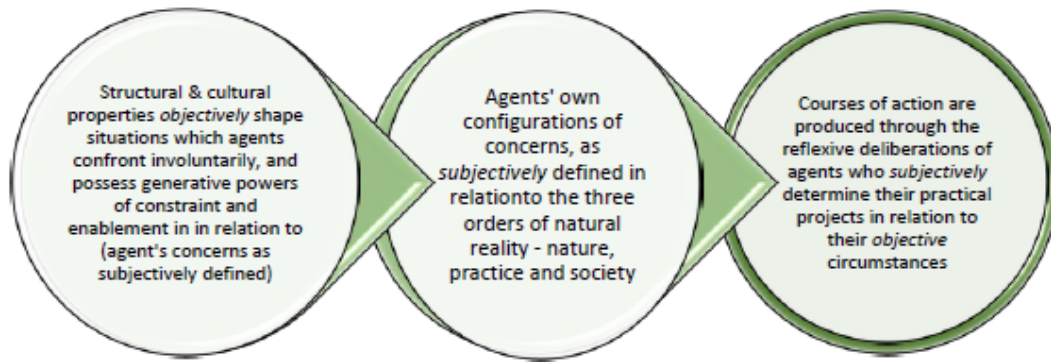 Structural & cultural
properties objectively shape
situations which agents
confront involuntarily, and
possess generative powers
of constraint and
enablement in in relation to
(agent's concerns as
subjectively defined)
Agents' own
configurations of
concerns, as
subjectively defined in
relationto the three
orders of natural
reality - nature,
practice and society
Courses of action are
produced through the
reflexive deliberations of
agents who subjectively
determine their practical
projects in relation to
their objective
circumstances